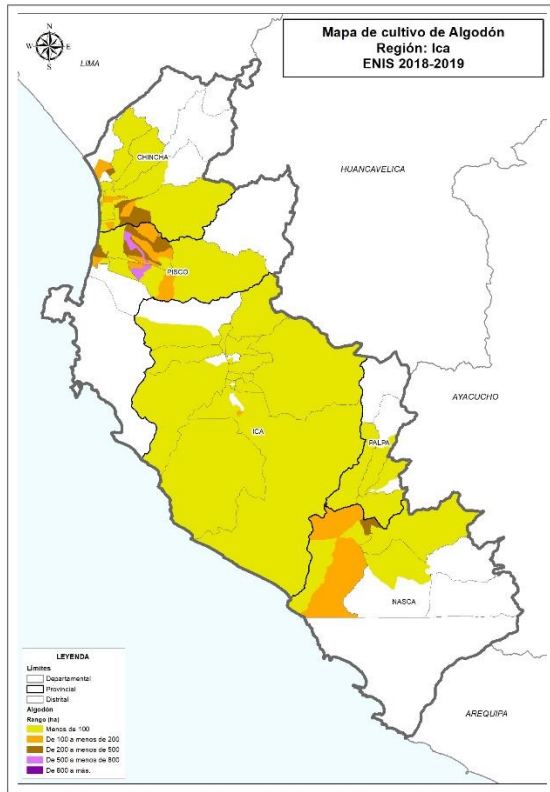 Mapa de cultivo de Algodón
Región: Ica
ENIS 2018-2019
N
W
E
S
LIMA
CHINCHA
HUANCAVELICA
PISCO
AYACUCHO
ICA
PALPA
NASCA
AREQUIPA
LEYENDA
Límites
Departamental
Provincial
Distrital
Algodón
Rango (ha)
Menos de 100
De 100 a menos de 200
De 200 a menos de 500
De 500 a menos de 800
De 800 a más.